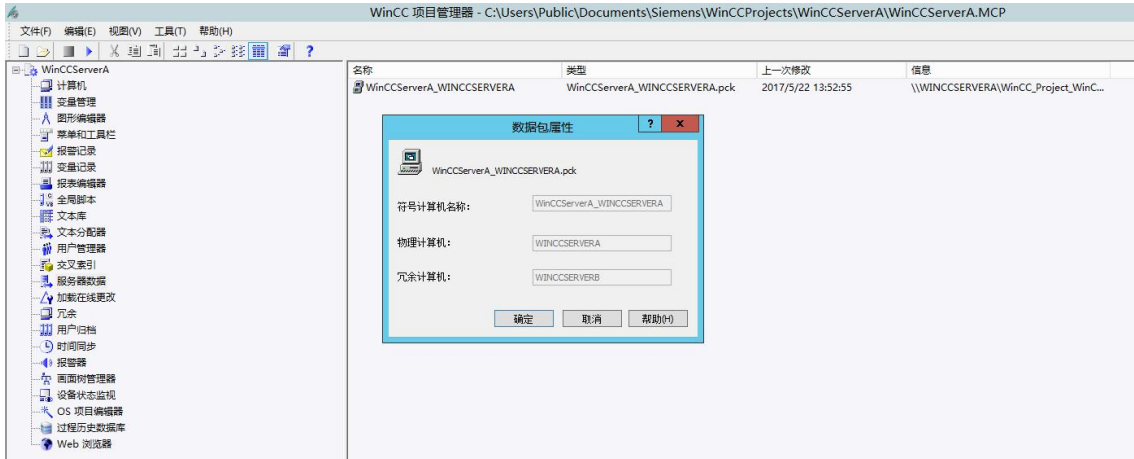 WinCC 项目管理器 - C:\Users\Public\Documents\Siemens\WinCCProjects\WinCCServerA\WinCCServerA.MCP
文件(F) 编辑(E) 视图(V) 工具(T) 帮助(H)
WinCCServerA
计算机
变量管理
图形编辑器
菜单和工具栏
报警记录
变量记录
报表编辑器
全局脚本
文本库
文本分配器
用户管理器
交叉索引
服务器数据
加载在线更改
冗余
用户归档
时间同步
报警器
画面树管理器
设备状态监视
OS 项目编辑器
过程历史数据库
Web 浏览器
名称 类型 上一次修改 信息
WinCCServerA_WINCCSERVERA WinCCServerA_WINCCSERVERA.pck 2017/5/22 13:52:55 \\WINCCSERVERA\WinCC_Project_WinC...
数据包属性 ? x
WinCCServerA_WINCCSERVERA.pck
符号计算机名称: WinCCServerA_WINCCSERVERA
物理计算机: WINCCSERVERA
冗余计算机: WINCCSERVERB
确定 取消 帮助(H)